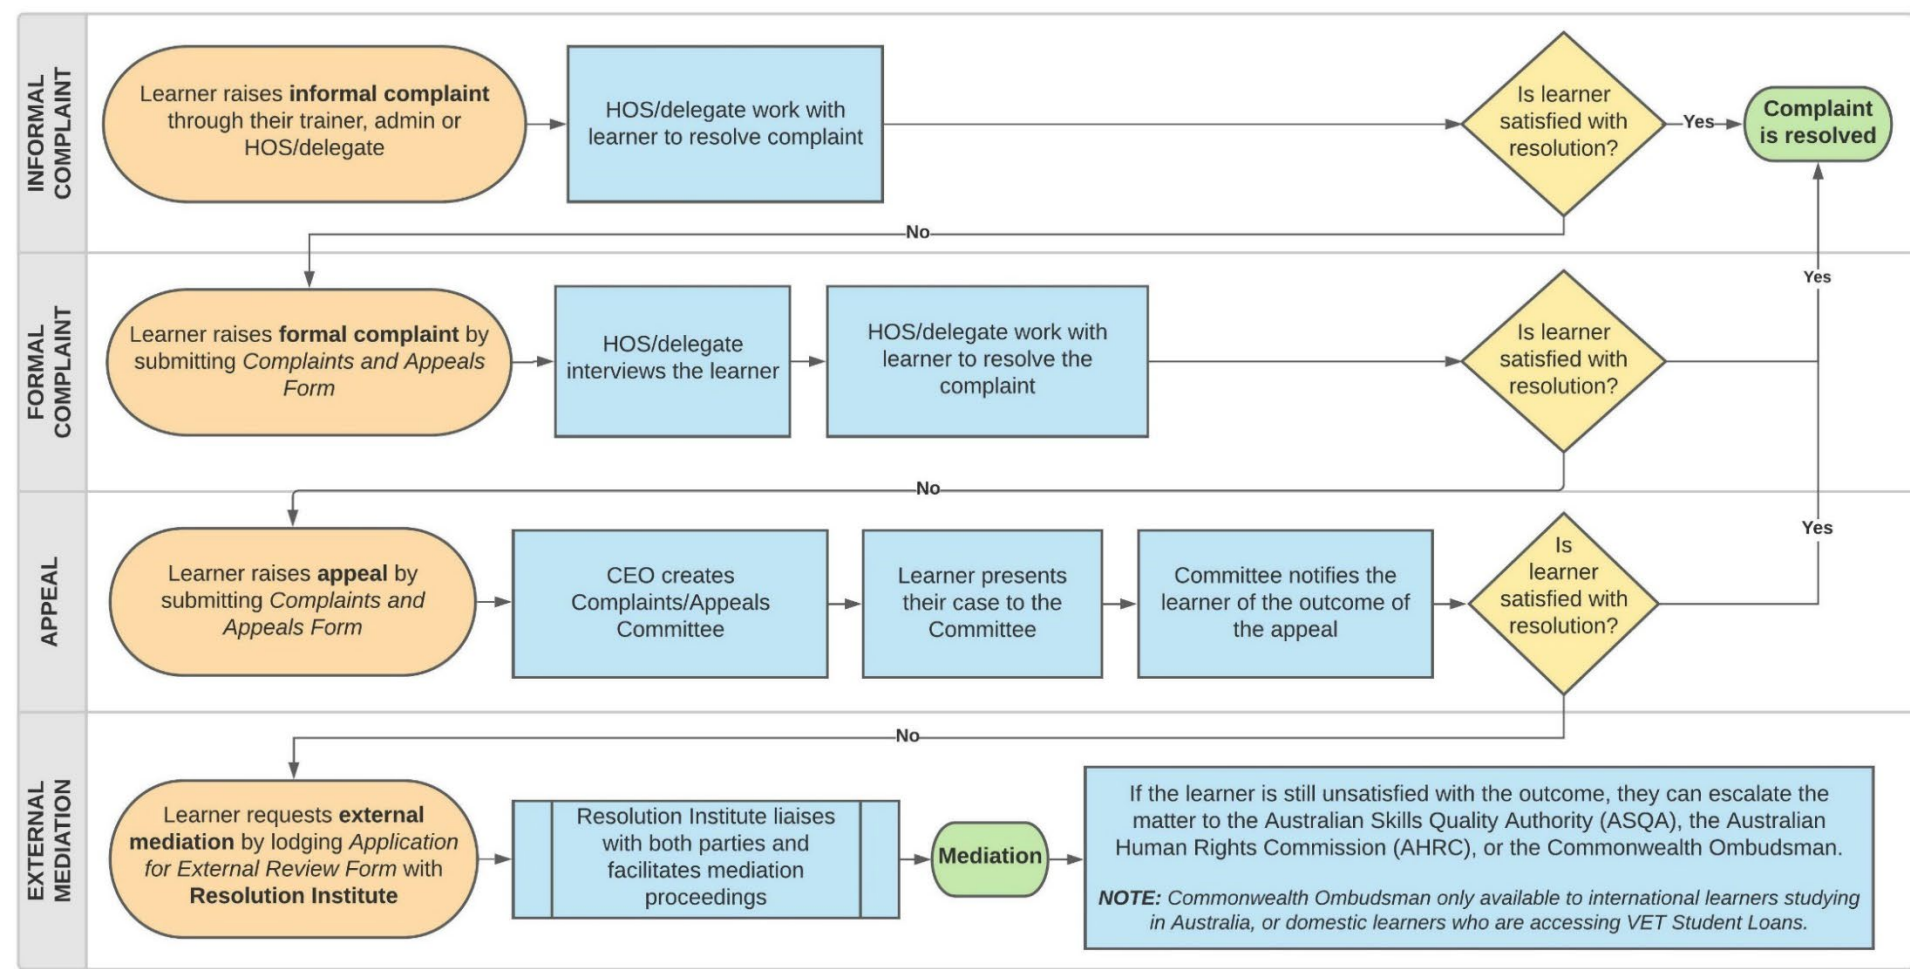 INFORMAL
COMPLAINT
Learner raises informal complaint
through their trainer, admin or
HOS/delegate
HOS/delegate work with
learner to resolve complaint
Is learner
satisfied with
resolution?
Yes
Complaint
is resolved
No
FORMAL
COMPLAINT
Learner raises formal complaint by
submitting Complaints and Appeals
Form
HOS/delegate
interviews the learner
HOS/delegate work with
learner to resolve the
complaint
Is learner
satisfied with
resolution?
Yes
No
APPEAL
Learner raises appeal by
submitting Complaints and
Appeals Form
CEO creates
Complaints/Appeals
Committee
Learner presents
their case to the
Committee
Committee notifies the
learner of the outcome of
the appeal
Is
learner
satisfied with
resolution?
Yes
No
EXTERNAL
MEDIATION
Learner requests external
mediation by lodging Application
for External Review Form with
Resolution Institute
Resolution Institute liaises
with both parties and
facilitates mediation
proceedings
Mediation
If the learner is still unsatisfied with the outcome, they can escalate the
matter to the Australian Skills Quality Authority (ASQA), the Australian
Human Rights Commission (AHRC), or the Commonwealth Ombudsman.
NOTE: Commonwealth Ombudsman only available to international learners studying
in Australia, or domestic learners who are accessing VET Student Loans.